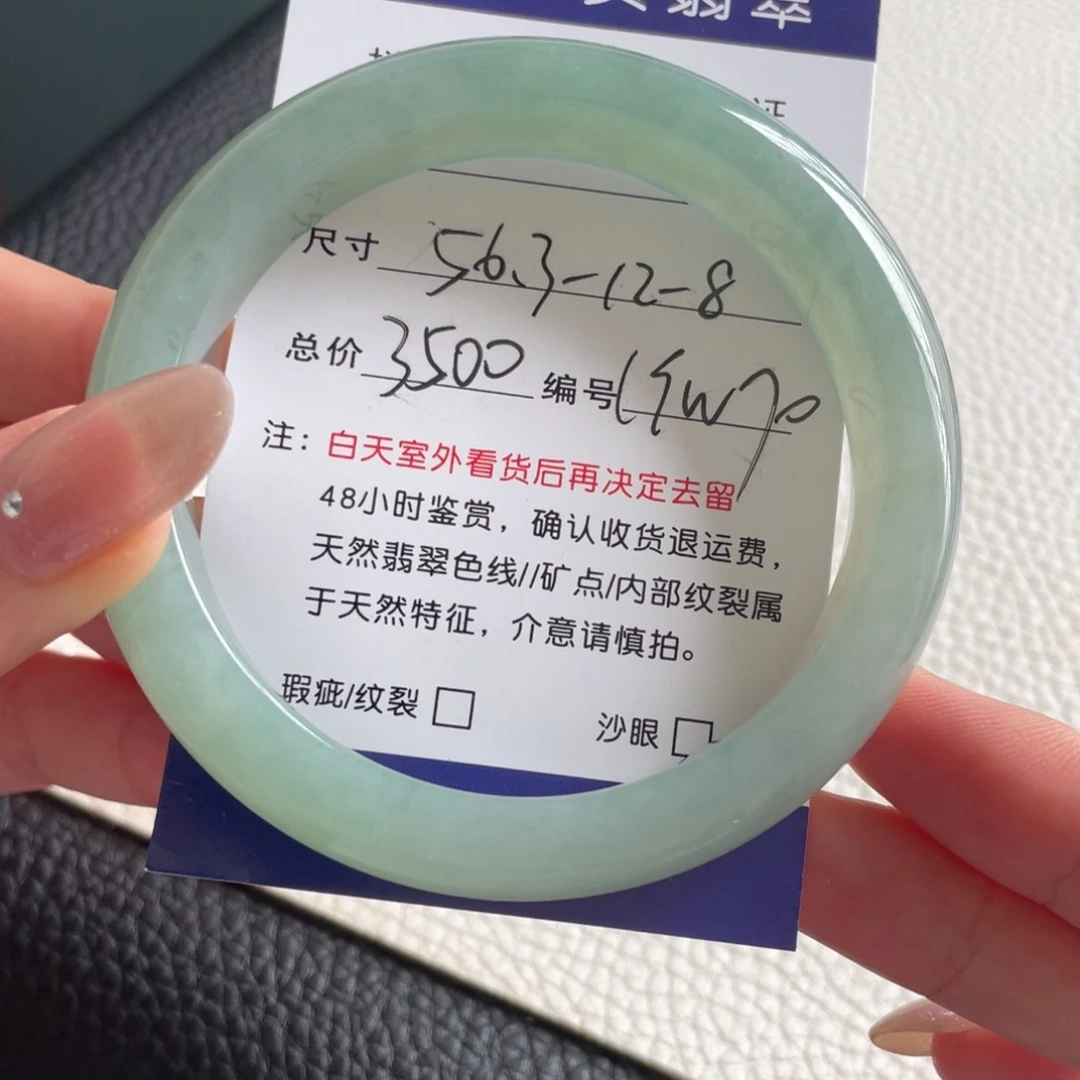 翡翠
证
尺寸 56.3-12-8
总价 3500 编号
注：白天室外看货后再决定去留
48小时鉴赏，确认收货退运费，
天然翡翠色线//矿点/内部纹裂属
于天然特征，介意请慎拍。
瑕疵/纹裂 □ 沙眼 □